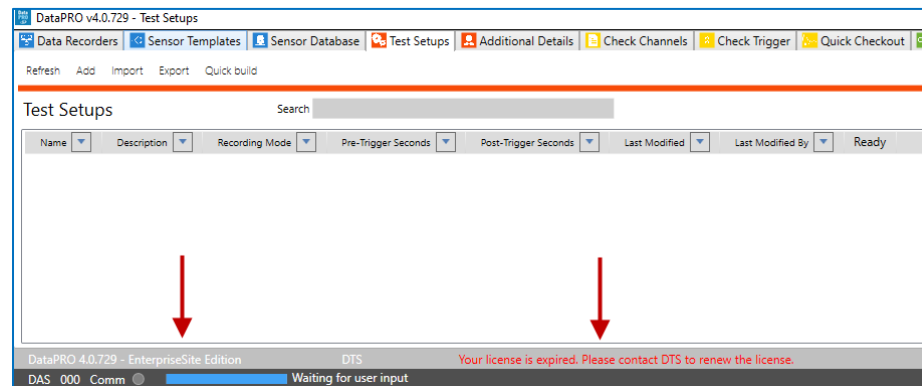 DataPRO v4.0.729 - Test Setups
Data Recorders Sensor Templates Sensor Database Test Setups Additional Details Check Channels Check Trigger Quick Checkout
Refresh Add Import Export Quick build
Test Setups Search
Name Description Recording Mode Pre-Trigger Seconds Post-Trigger Seconds Last Modified Last Modified By Ready
DataPRO 4.0.729 - EnterpriseSite Edition DTS Your license is expired. Please contact DTS to renew the license.
DAS 000 Comm Waiting for user input